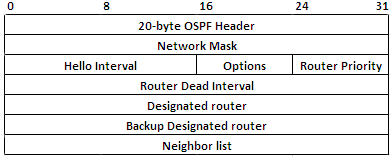 0 8 16 24 31
20-byte OSPF Header
Network Mask
Hello Interval Options Router Priority
Router Dead Interval
Designated router
Backup Designated router
Neighbor list